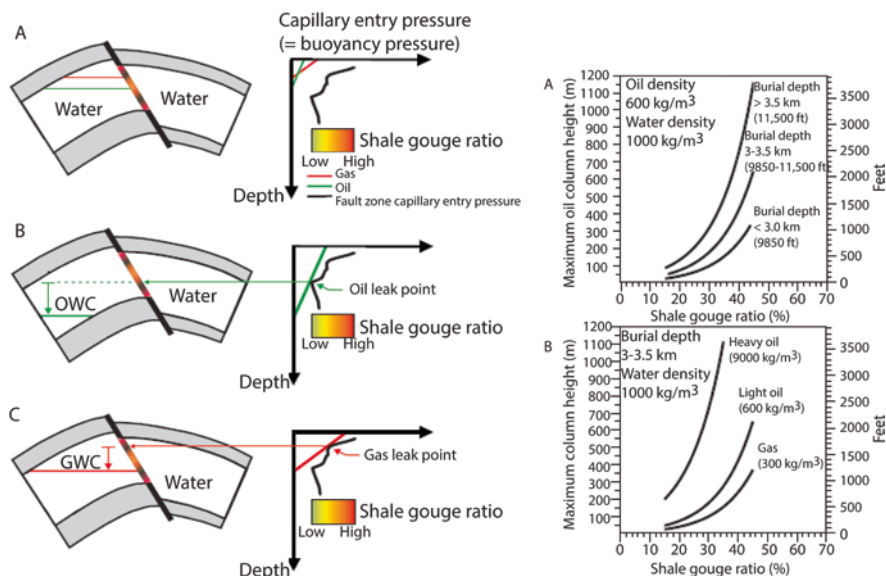 Capillary entry pressure
(= buoyancy pressure)
A
Water
Water
Shale gouge ratio
Low High
Gas
Oil
Fault zone capillary entry pressure
Depth
B
OWC
Water
Oil leak point
Shale gouge ratio
Low High
Depth
C
GWC
Water
Gas leak point
Shale gouge ratio
Low High
Depth
A
Maximum oil column height (m)
1200
1100
1000
900
800
700
600
500
400
300
200
100
Oil density
600 kg/m3
Water density
1000 kg/m3
Burial depth
> 3.5 km
(11,500 ft)
Burial depth
3-3.5 km
(9850-11,500 ft)
Burial depth
< 3.0 km
(9850 ft)
3500
3000
2500
2000
1500
1000
500
0
Feet
0 10 20 30 40 50 60 70
Shale gouge ratio (%)
B
Maximum column height (m)
1200
1100
1000
900
800
700
600
500
400
300
200
100
Burial depth
3-3.5 km
Water density
1000 kg/m3
Heavy oil
(9000 kg/m3)
Light oil
(600 kg/m3)
Gas
(300 kg/m3)
3500
3000
2500
2000
1500
1000
500
0
Feet
0 10 20 30 40 50 60 70
Shale gouge ratio (%)